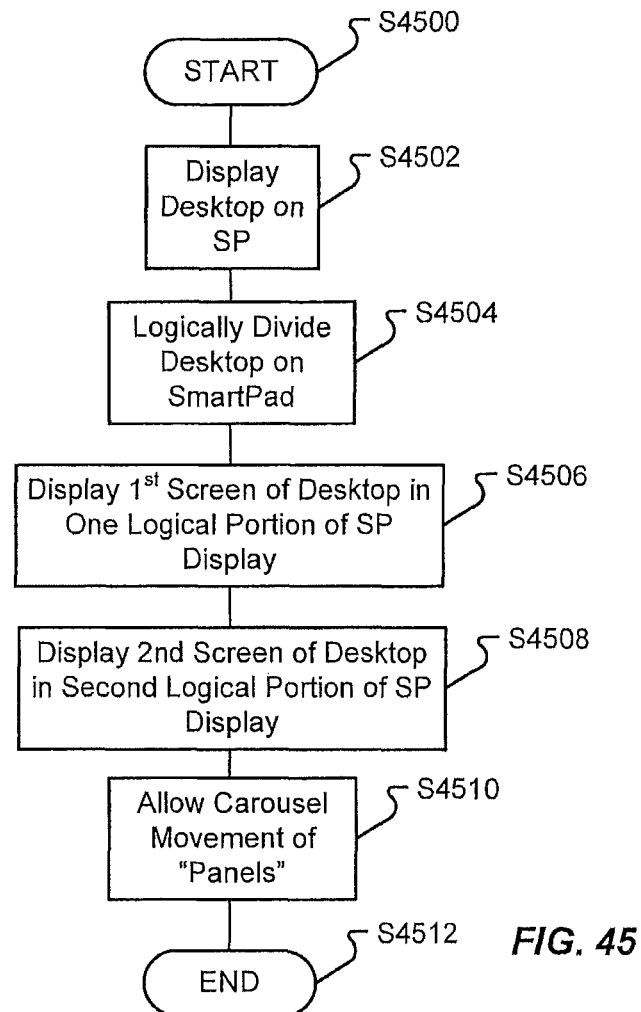 S4500
START
S4502
Display
Desktop on
SP
S4504
Logically Divide
Desktop on
SmartPad
S4506
Display 1st Screen of Desktop in
One Logical Portion of SP
Display
S4508
Display 2nd Screen of Desktop
in Second Logical Portion of SP
Display
S4510
Allow Carousel
Movement of
"Panels"
S4512
END
FIG. 45